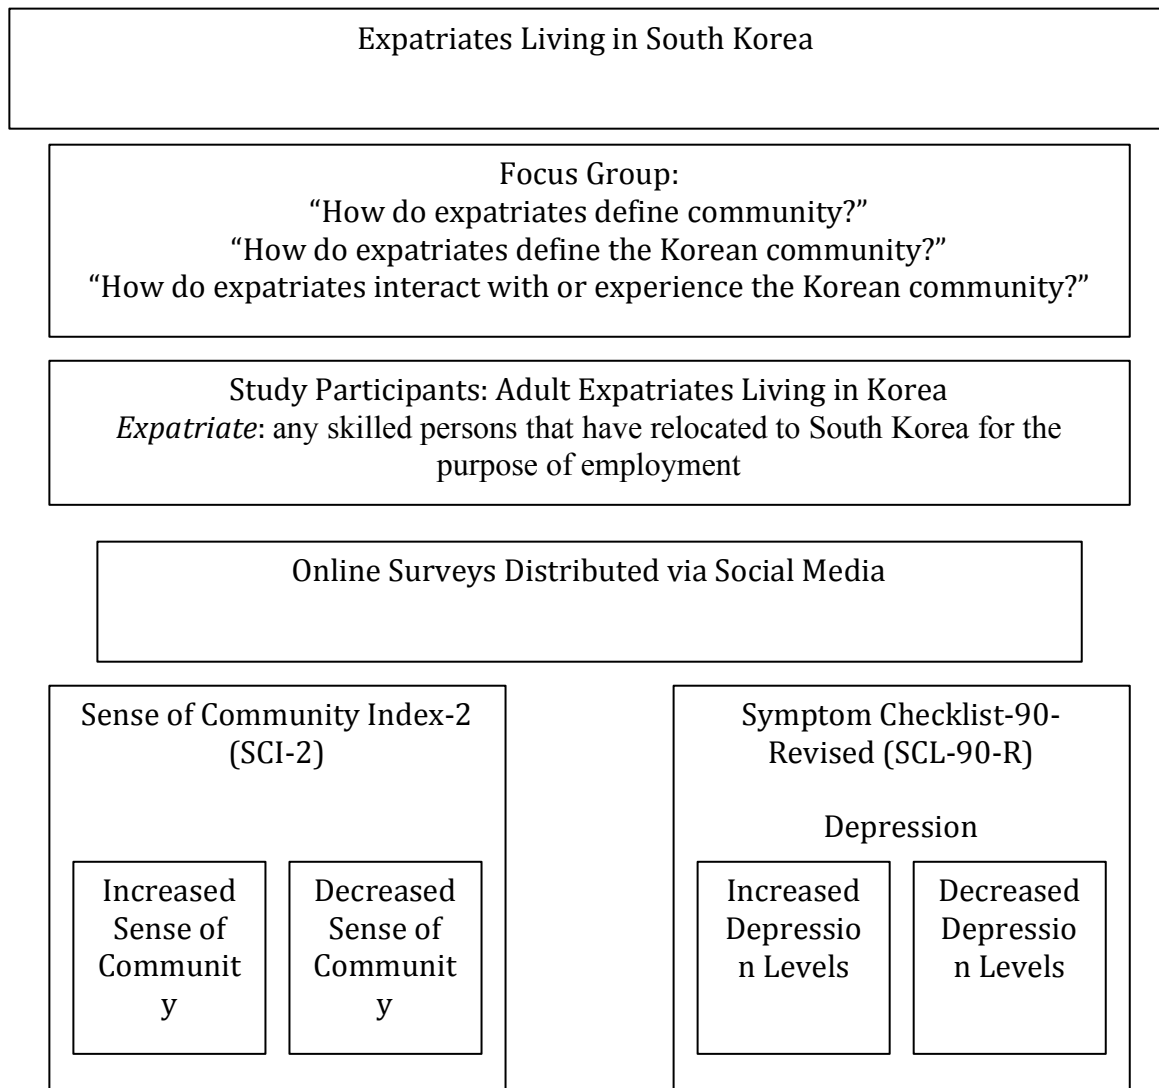 Expatriates Living in South Korea
Focus Group:
“How do expatriates define community?”
“How do expatriates define the Korean community?”
“How do expatriates interact with or experience the Korean community?”
Study Participants: Adult Expatriates Living in Korea
Expatriate: any skilled persons that have relocated to South Korea for the
purpose of employment
Online Surveys Distributed via Social Media
Sense of Community Index-2
(SCI-2)
Increased
Sense of
Communit
y
Decreased
Sense of
Communit
y
Symptom Checklist-90-
Revised (SCL-90-R)
Depression
Increased
Depressio
n Levels
Decreased
Depressio
n Levels